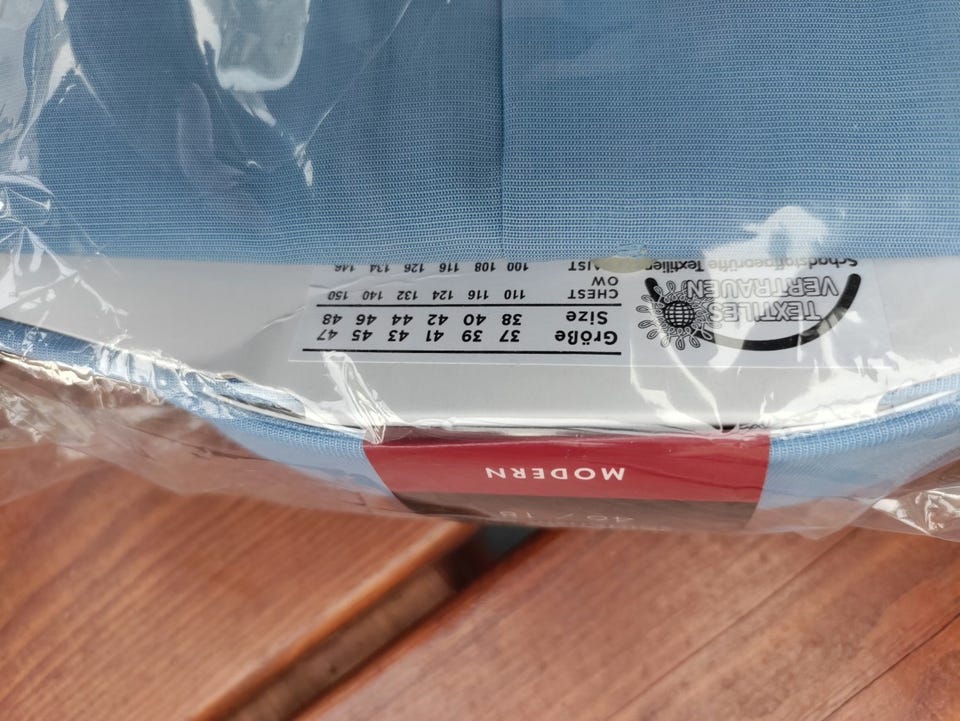 MODERN
TEXTILES
VERTRAUEN
Schadstoffgeprüfte Textilien
Größe 37 39 41 43 45 47
Size 38 40 42 44 46 48
CHEST 110 116 124 132 140 150
OW
AIST 100 108 116 126 134 146